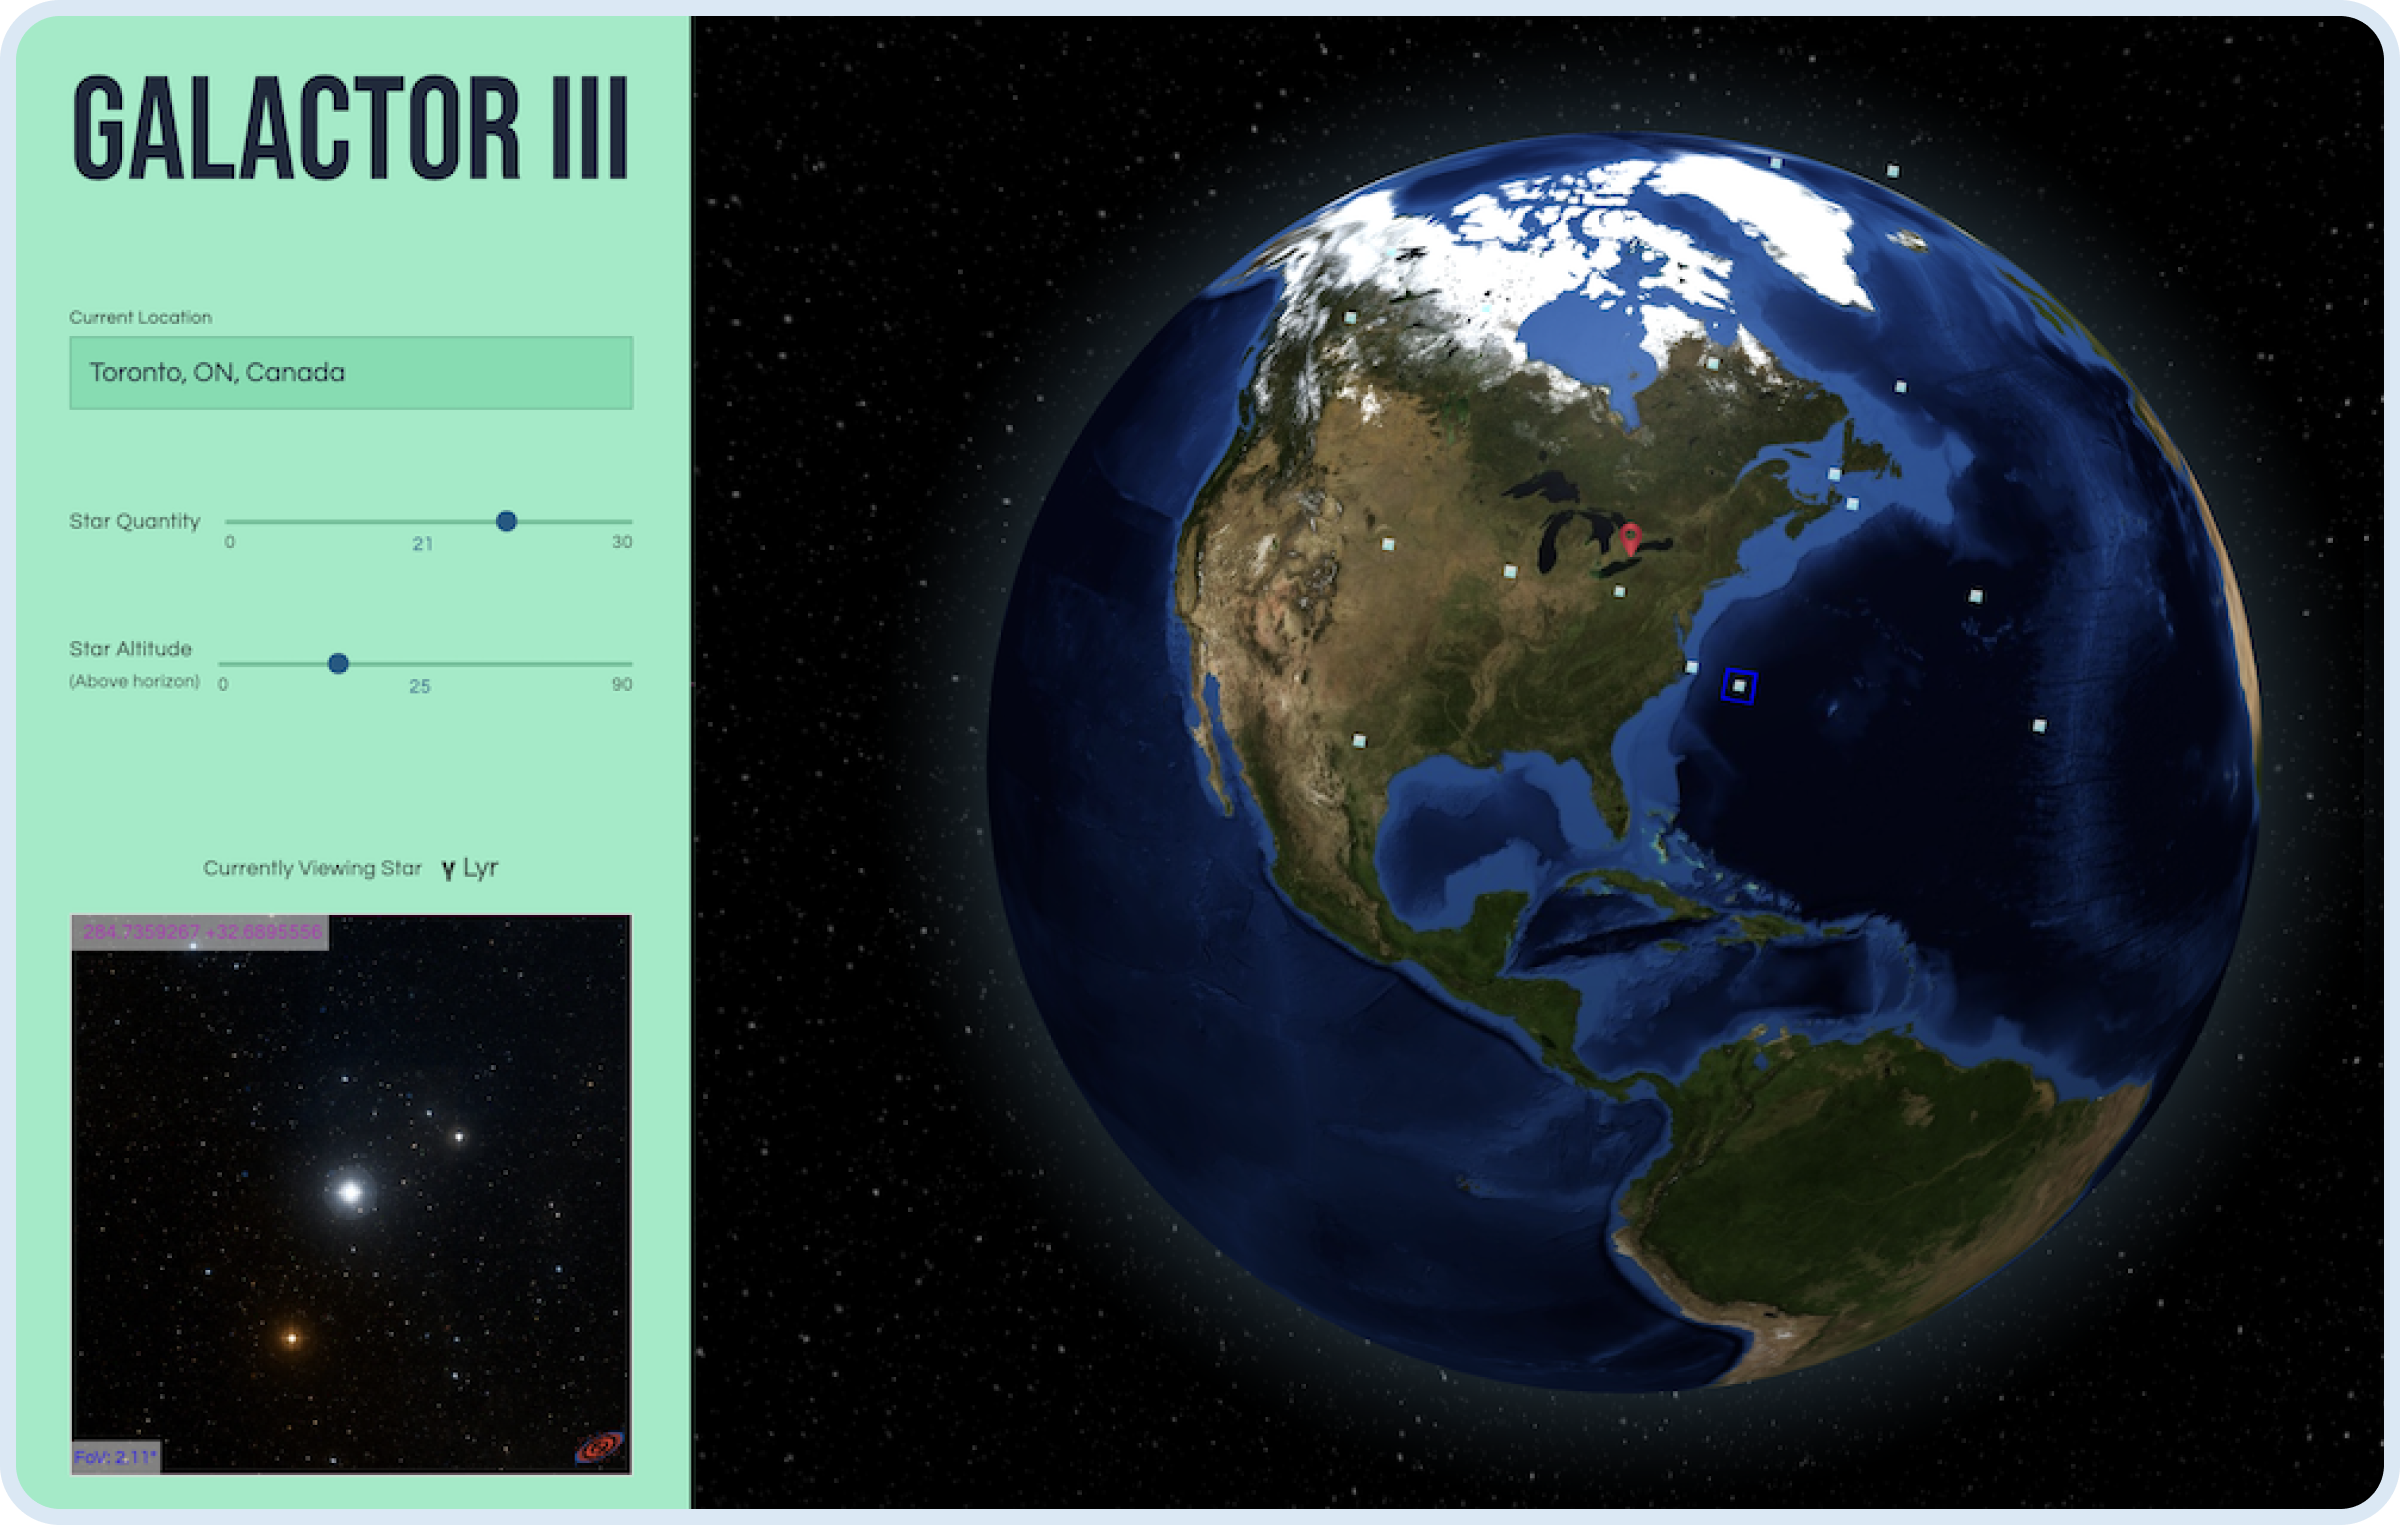 GALACTOR III
Current Location
Toronto, ON, Canada
Star Quantity
0 21 30
Star Altitude
(Above horizon)
0 25 90
Currently Viewing Star γ Lyr
284.7359267 +32.6895556
FoV: 2.11°